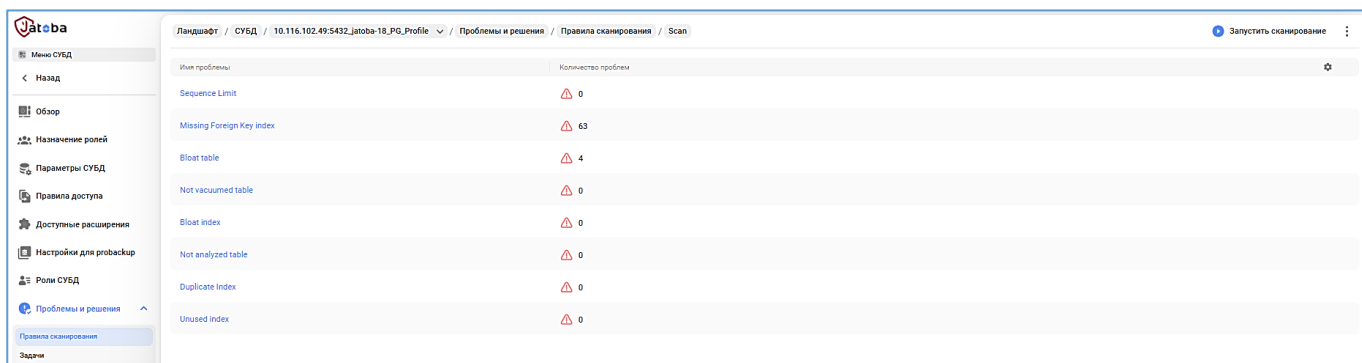 Jatoba
Ландшафт / СУБД / 10.116.102.49:5432_jatoba-18_PG_Profile / Проблемы и решения / Правила сканирования / Scan
Запустить сканирование
Меню СУБД
Назад
Обзор
Назначение ролей
Параметры СУБД
Правила доступа
Доступные расширения
Настройки для probackup
Роли СУБД
Проблемы и решения
Правила сканирования
Задачи
Имя проблемы Количество проблем
Sequence Limit 0
Missing Foreign Key index 63
Bloat table 4
Not vacuumed table 0
Bloat index 0
Not analyzed table 0
Duplicate Index 0
Unused index 0